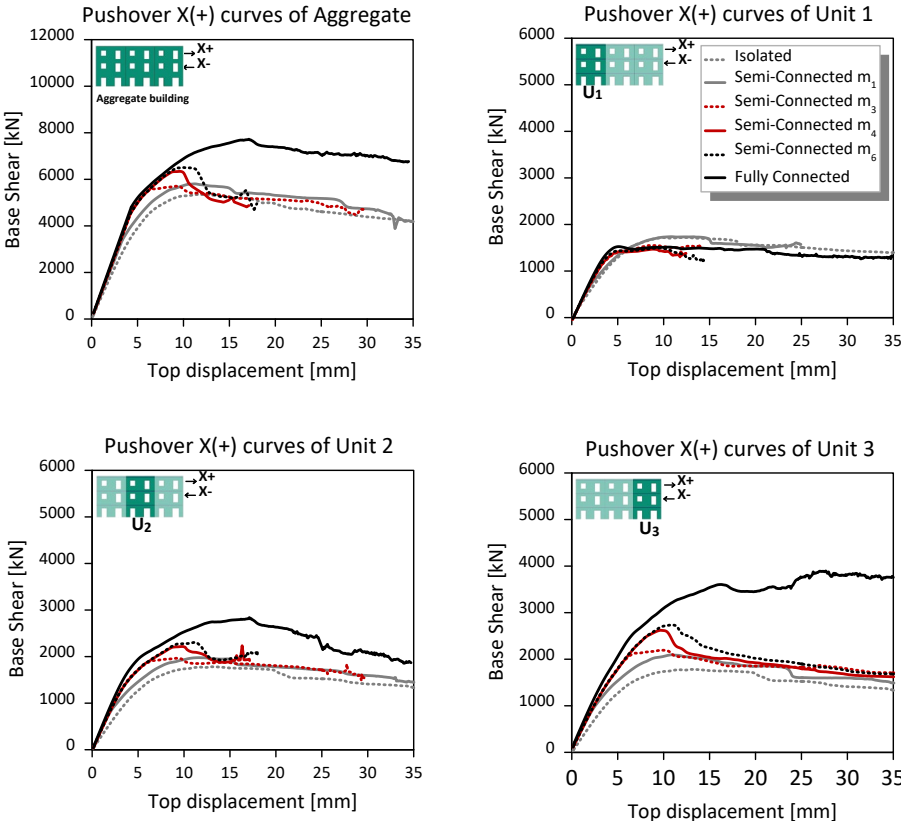 Pushover X(+) curves of Aggregate
12000
10000
8000
6000
4000
2000
0
Base Shear [kN]
X+
X-
Aggregate building
0 5 10 15 20 25 30 35
Top displacement [mm]
Pushover X(+) curves of Unit 1
6000
5000
4000
3000
2000
1000
0
Base Shear [kN]
X+
X-
U1
Isolated
Semi-Connected m1
Semi-Connected m3
Semi-Connected m4
Semi-Connected m6
Fully Connected
0 5 10 15 20 25 30 35
Top displacement [mm]
Pushover X(+) curves of Unit 2
6000
5000
4000
3000
2000
1000
0
Base Shear [kN]
X+
X-
U2
0 5 10 15 20 25 30 35
Top displacement [mm]
Pushover X(+) curves of Unit 3
6000
5000
4000
3000
2000
1000
0
Base Shear [kN]
X+
X-
U3
0 5 10 15 20 25 30 35
Top displacement [mm]